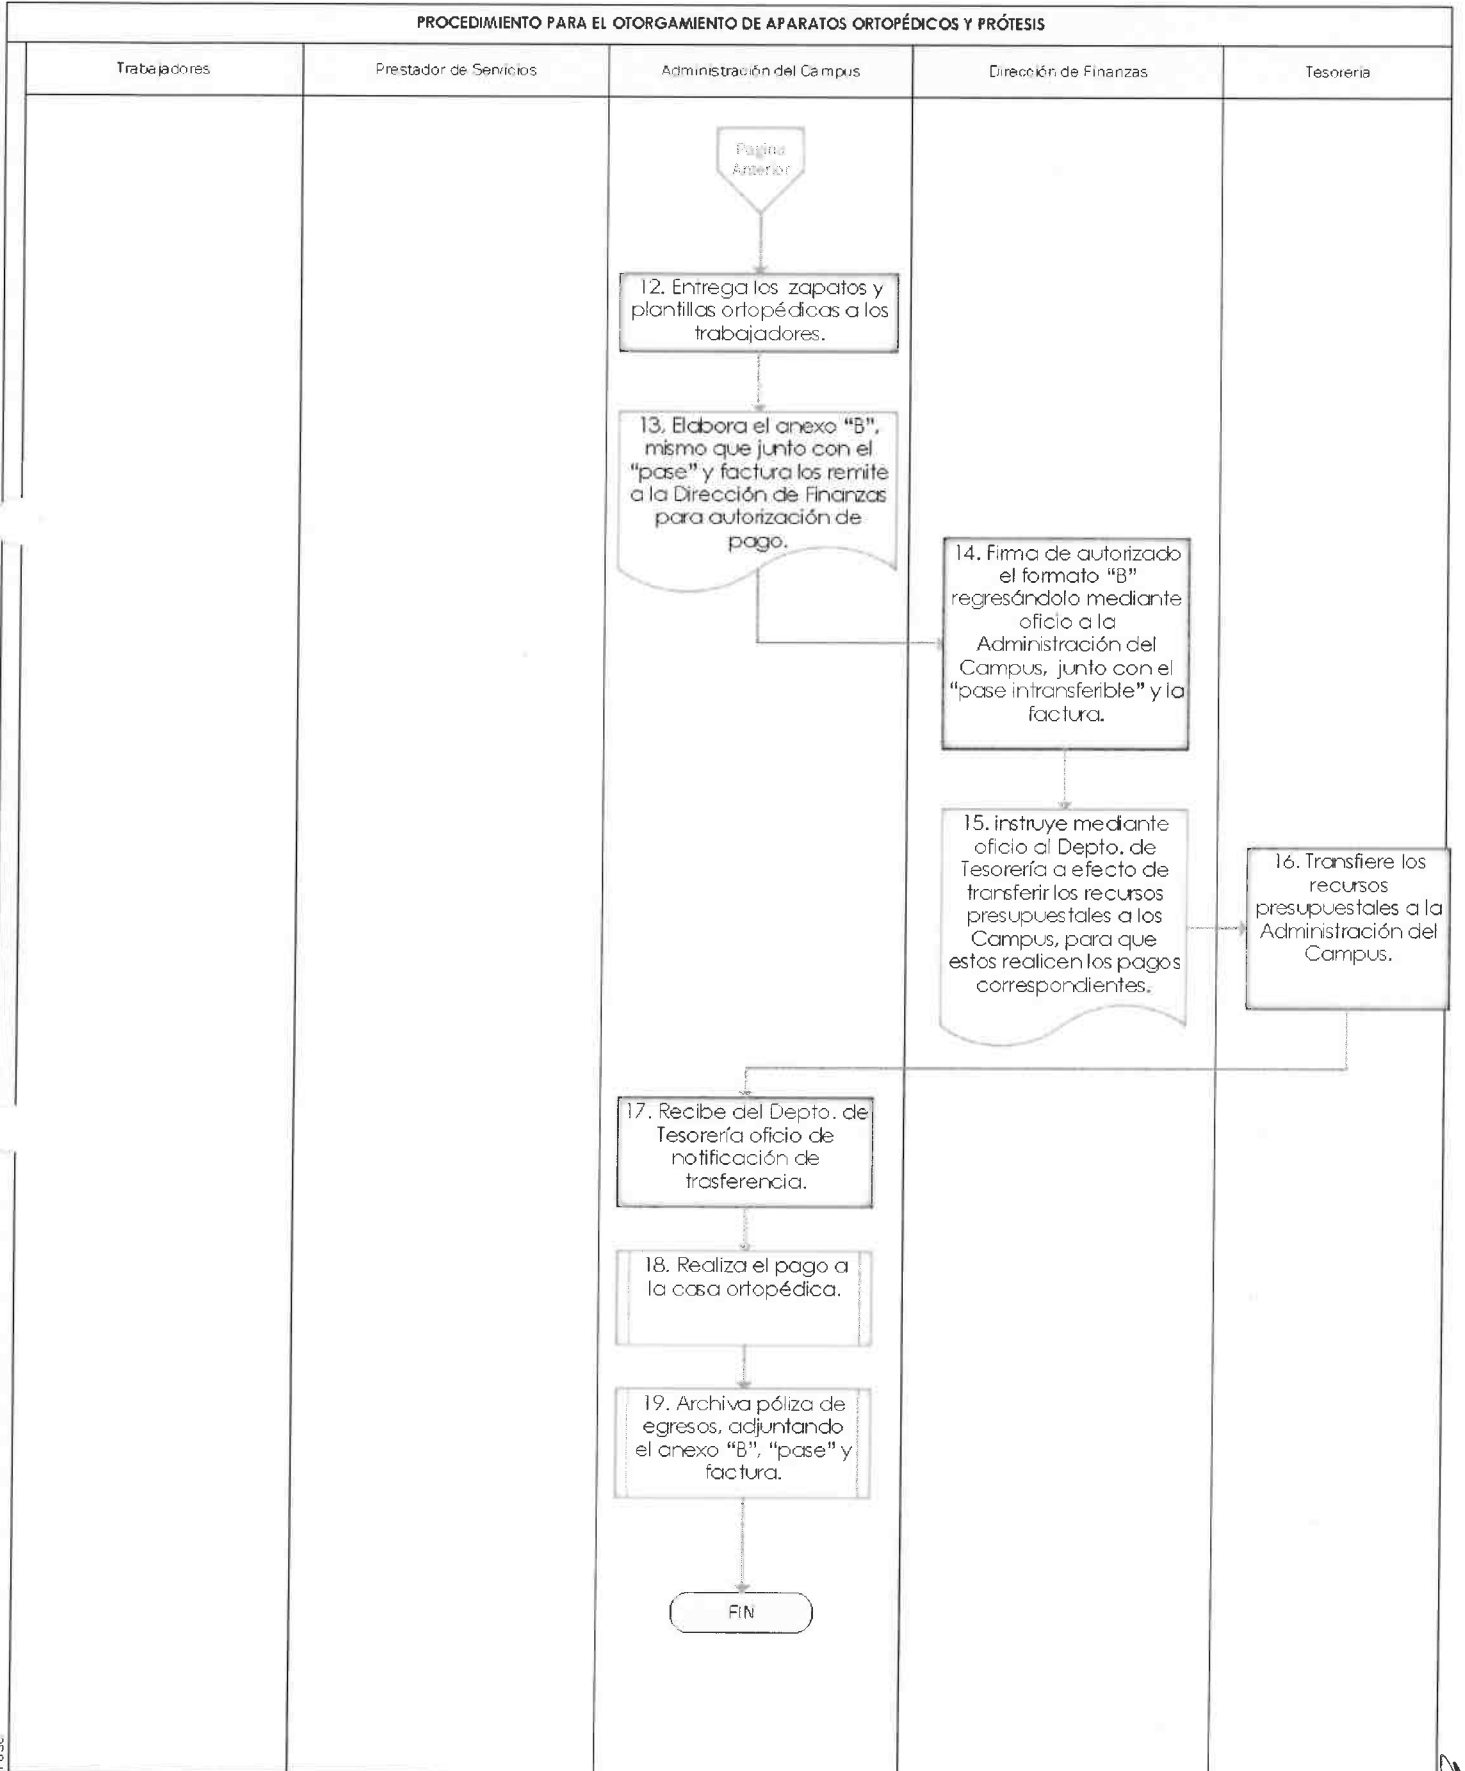 PROCEDIMIENTO PARA EL OTORGAMIENTO DE APARATOS ORTOPÉDICOS Y PRÓTESIS
Trabajadores
Prestador de Servicios
Administración del Campus
Dirección de Finanzas
Tesorería
Pagina
Anterior
12. Entrega los zapatos y
plantillas ortopédicas a los
trabajadores.
13. Elabora el anexo “B”,
mismo que junto con el
“pase” y factura los remite
a la Dirección de Finanzas
para autorización de
pago.
14. Firma de autorizado
el formato “B”
regresándolo mediante
oficio a la
Administración del
Campus, junto con el
“pase intransferible” y la
factura.
15. instruye mediante
oficio al Depto. de
Tesorería a efecto de
transferir los recursos
presupuestales a los
Campus, para que
estos realicen los pagos
correspondientes.
16. Transfiere los
recursos
presupuestales a la
Administración del
Campus.
17. Recibe del Depto. de
Tesorería oficio de
notificación de
trasferencia.
18. Realiza el pago a
la casa ortopédica.
19. Archiva póliza de
egresos, adjuntando
el anexo “B”, “pase” y
factura.
FIN